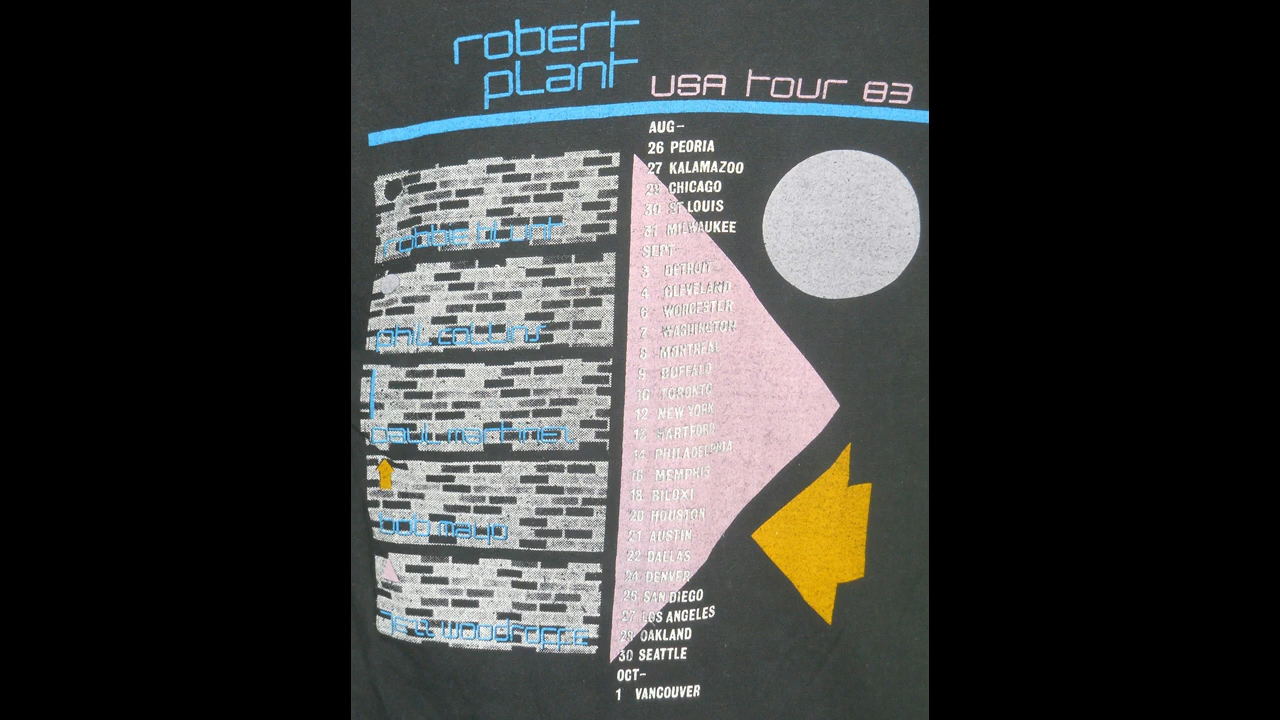 robert
plant USA tour 83
AUG-
26 PEORIA
27 KALAMAZOO
28 CHICAGO
30 ST LOUIS
31 MILWAUKEE
SEPT-
3 DETROIT
4 CLEVELAND
6 WORCESTER
7 WASHINGTON
8 MONTREAL
9 BUFFALO
10 TORONTO
12 NEW YORK
13 HARTFORD
14 PHILADELPHIA
16 MEMPHIS
18 BILOXI
20 HOUSTON
21 AUSTIN
22 DALLAS
24 DENVER
25 SAN DIEGO
27 LOS ANGELES
29 OAKLAND
30 SEATTLE
OCT-
1 VANCOUVER
robbie blunt
phil collins
paul martinez
bob mayo
jezz woodroffe